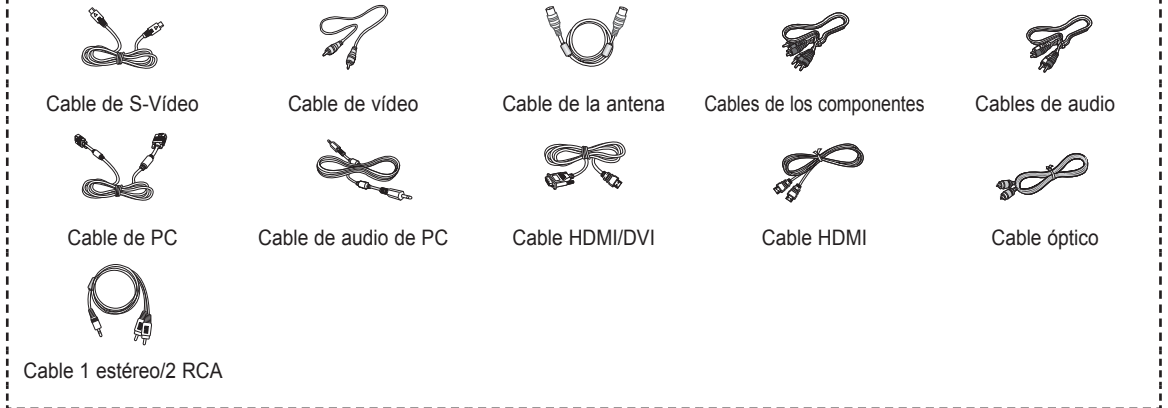 Cable de S-Vídeo
Cable de vídeo
Cable de la antena
Cables de los componentes
Cables de audio
Cable de PC
Cable de audio de PC
Cable HDMI/DVI
Cable HDMI
Cable óptico
Cable 1 estéreo/2 RCA